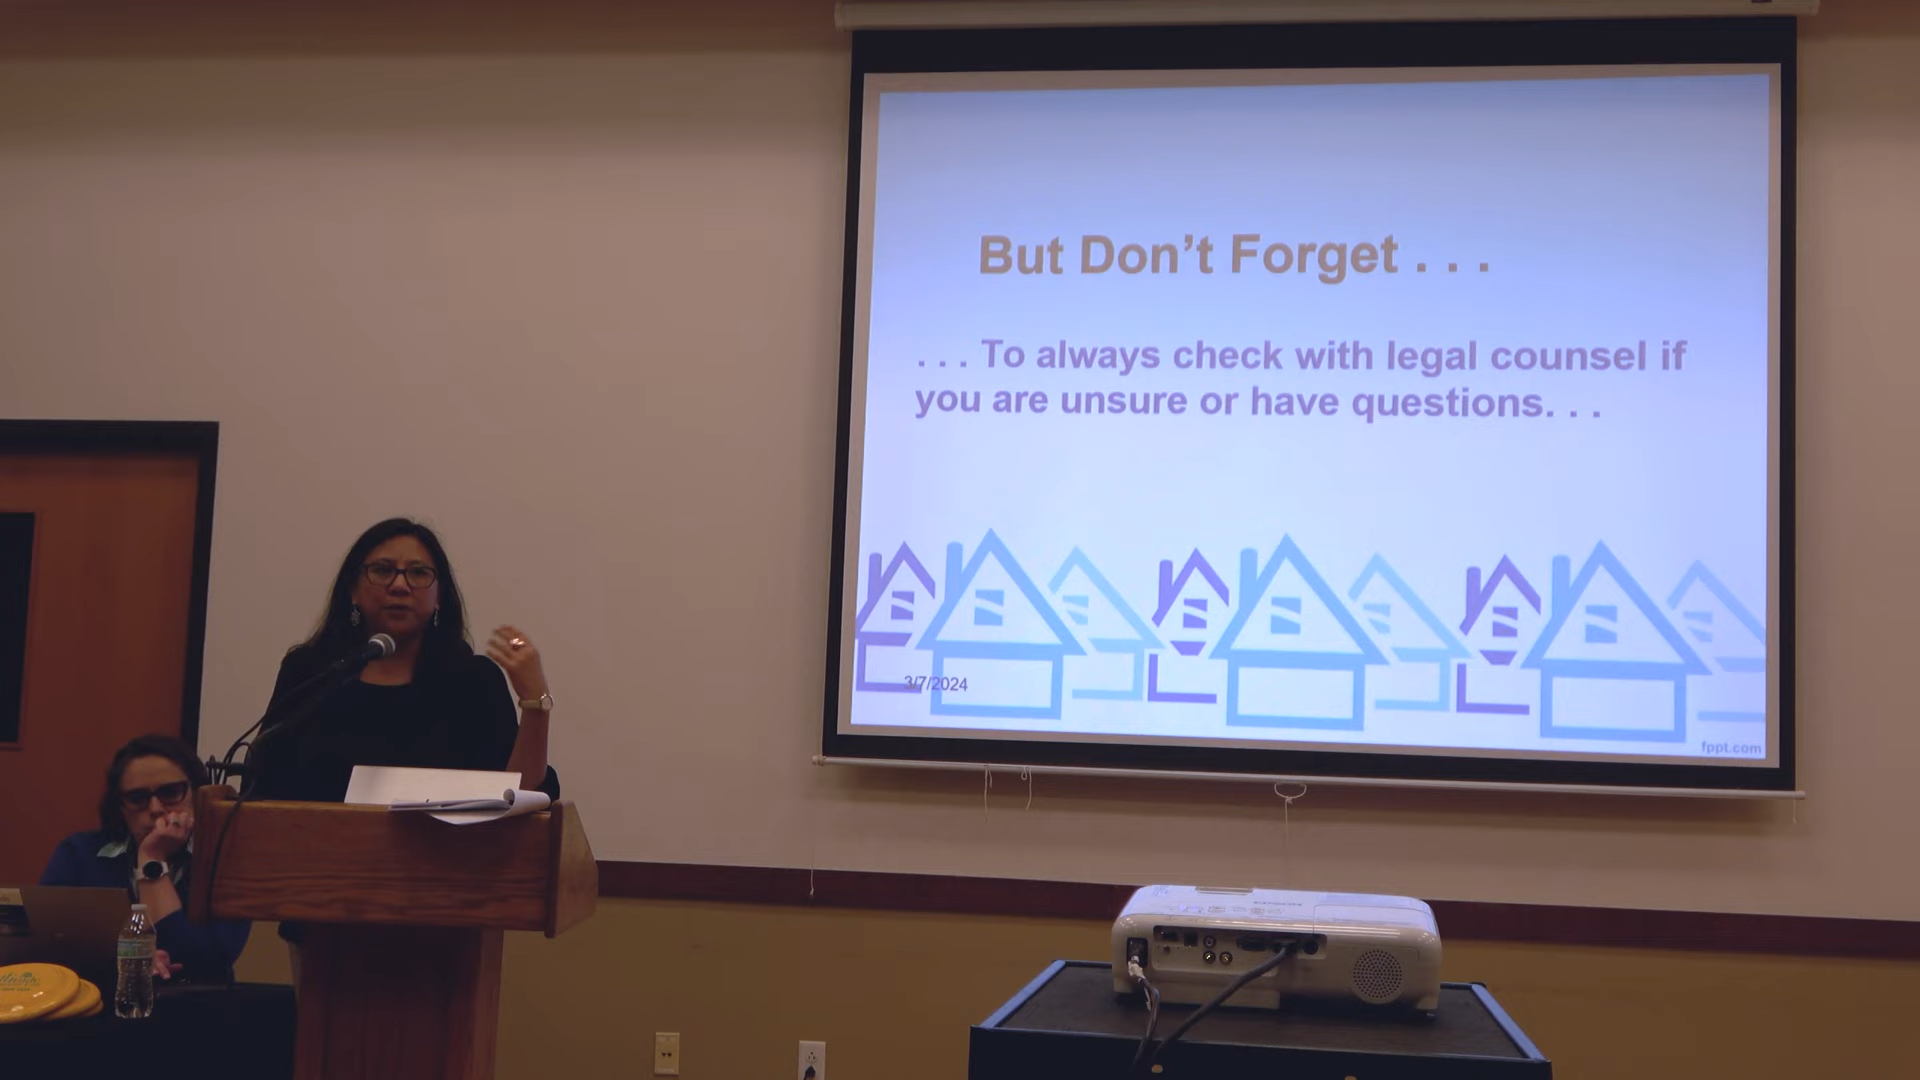 But Don't Forget . . .
. . . To always check with legal counsel if
you are unsure or have questions. . .
3/7/2024
fppt.com